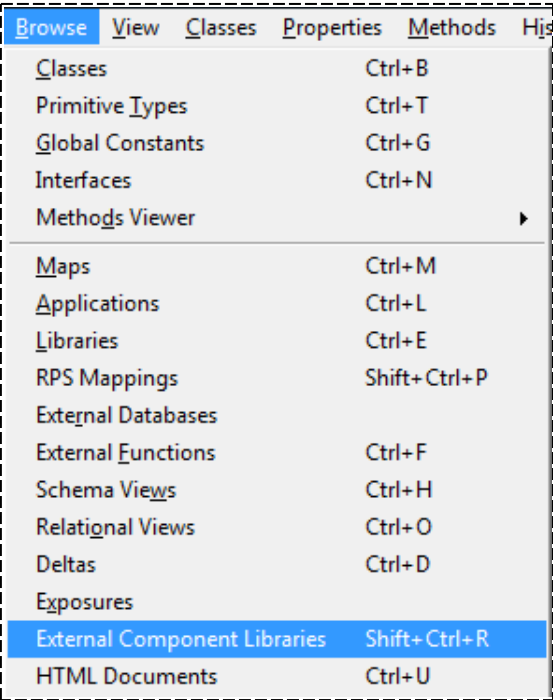 Browse View Classes Properties Methods His
Classes Ctrl+B
Primitive Types Ctrl+T
Global Constants Ctrl+G
Interfaces Ctrl+N
Methods Viewer
Maps Ctrl+M
Applications Ctrl+L
Libraries Ctrl+E
RPS Mappings Shift+Ctrl+P
External Databases
External Functions Ctrl+F
Schema Views Ctrl+H
Relational Views Ctrl+O
Deltas Ctrl+D
Exposures
External Component Libraries Shift+Ctrl+R
HTML Documents Ctrl+U